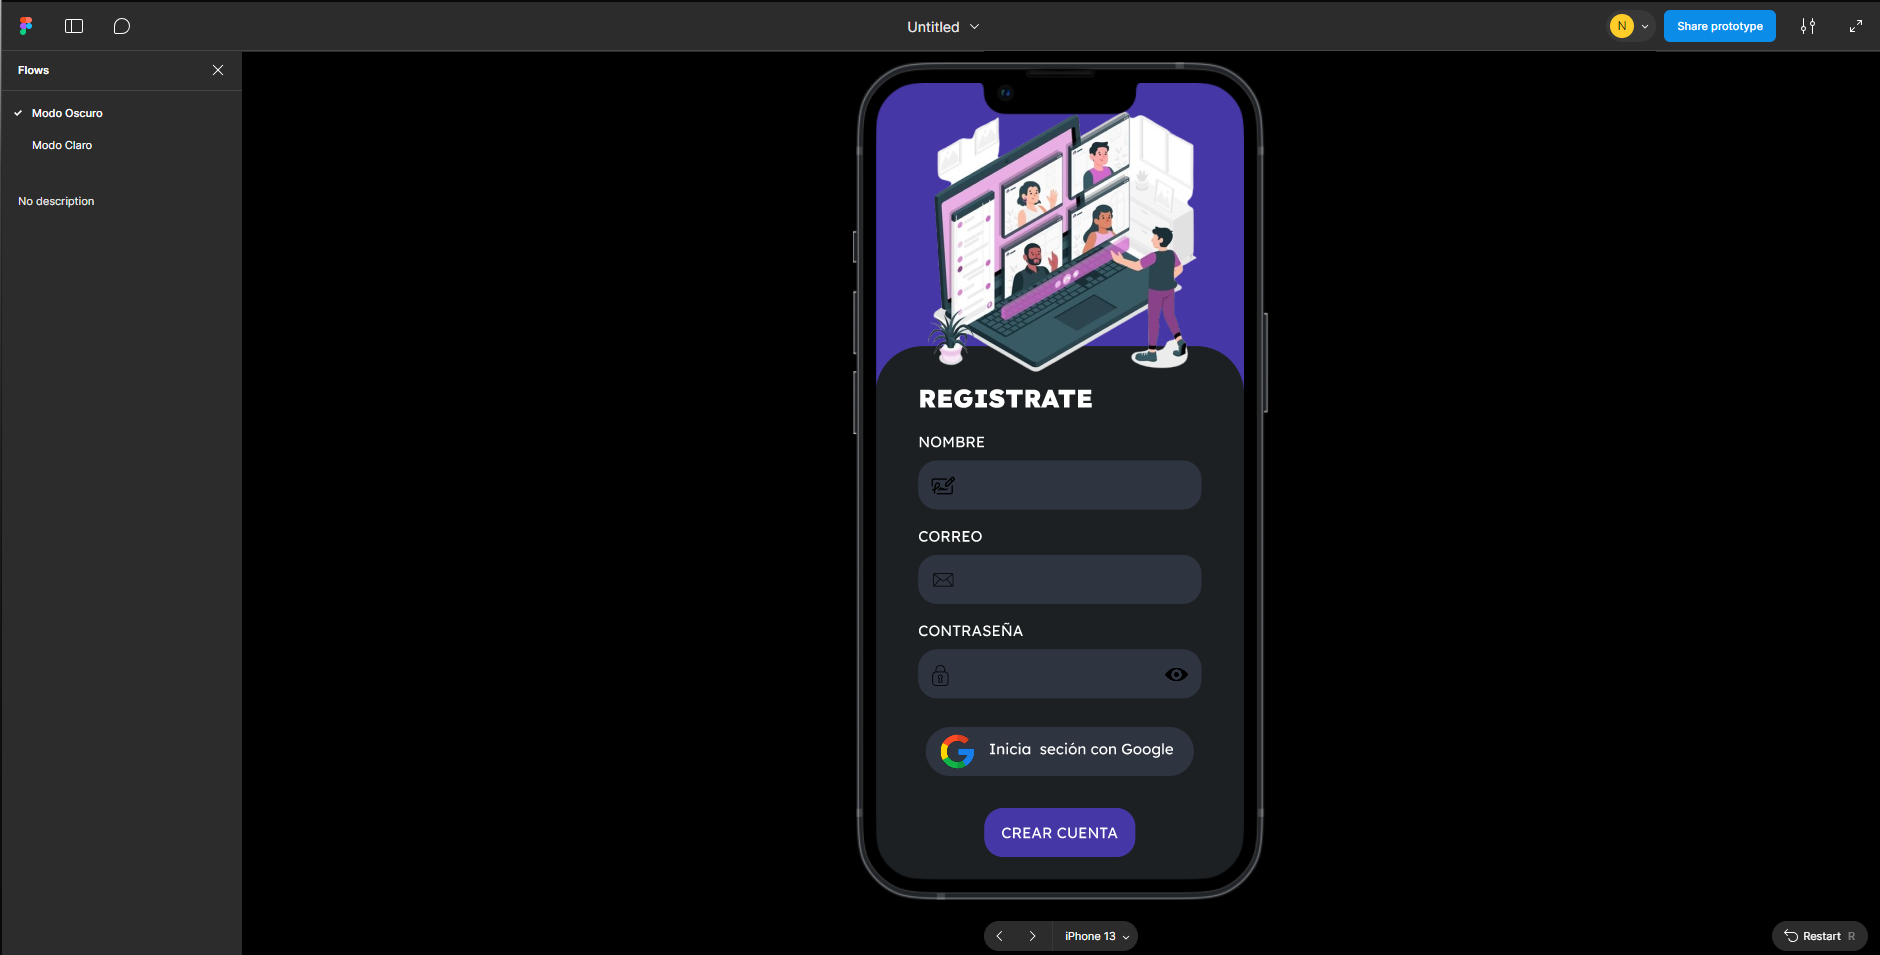 Untitled
N
Share prototype
Flows
Modo Oscuro
Modo Claro
No description
REGISTRATE
NOMBRE
CORREO
CONTRASEÑA
Inicia  seción con Google
CREAR CUENTA
iPhone 13
Restart R